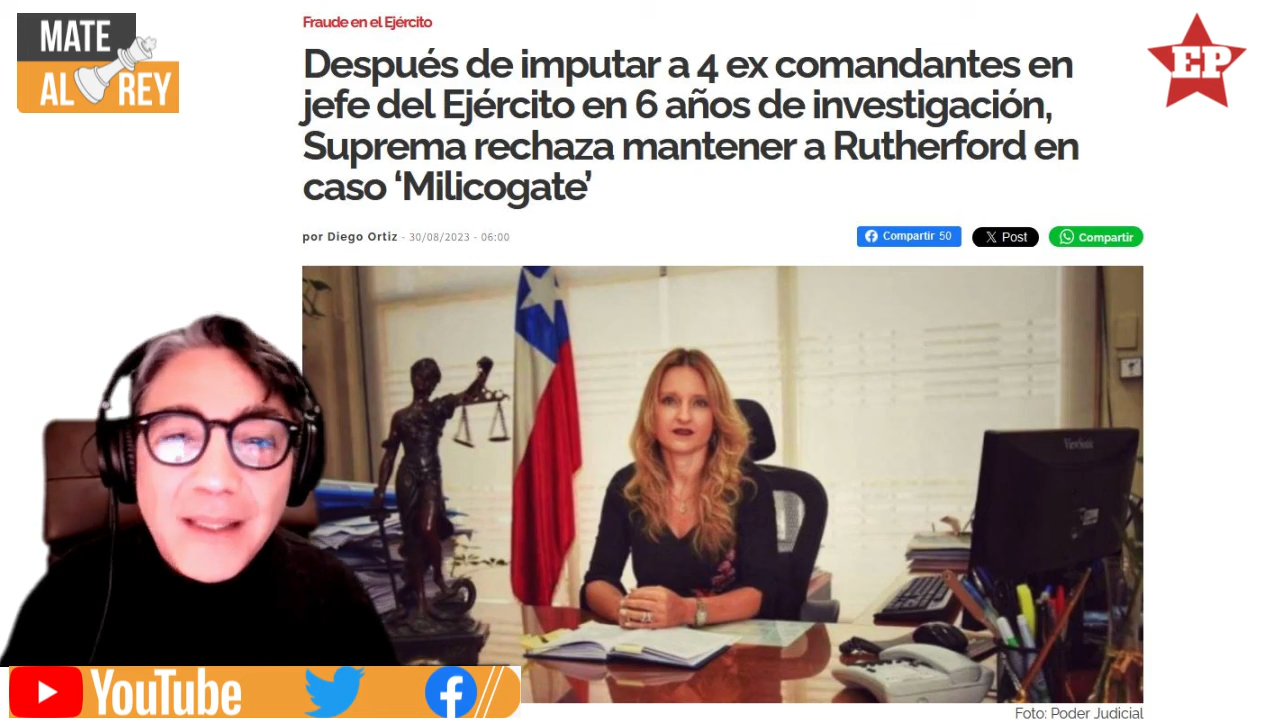 MATE
AL REY
Fraude en el Ejército
Después de imputar a 4 ex comandantes en
jefe del Ejército en 6 años de investigación,
Suprema rechaza mantener a Rutherford en
caso ‘Milicogate’
EP
por Diego Ortiz - 30/08/2023 - 06:00
Compartir 50
X Post
Compartir
ViewSonic
YouTube
Foto: Poder Judicial